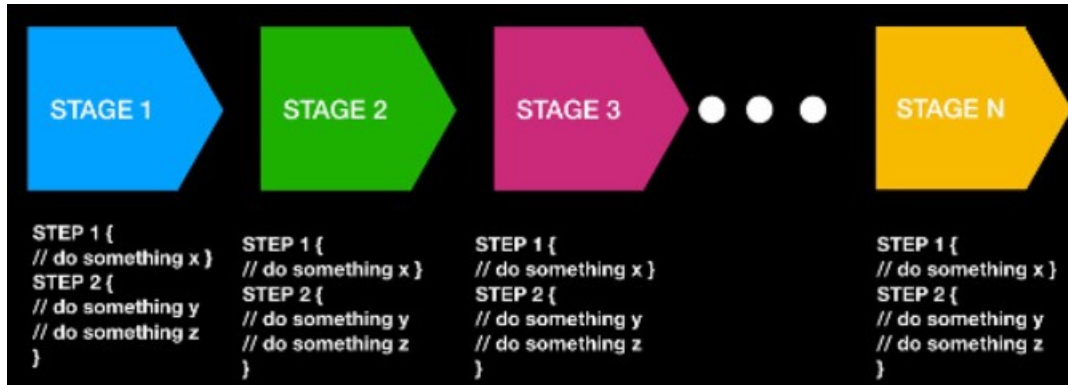 STAGE 1
STAGE 2
STAGE 3
STAGE N
STEP 1 {
// do something x }
STEP 2 {
// do something y
// do something z
}
STEP 1 {
// do something x }
STEP 2 {
// do something y
// do something z
}
STEP 1 {
// do something x }
STEP 2 {
// do something y
// do something z
}
STEP 1 {
// do something x }
STEP 2 {
// do something y
// do something z
}